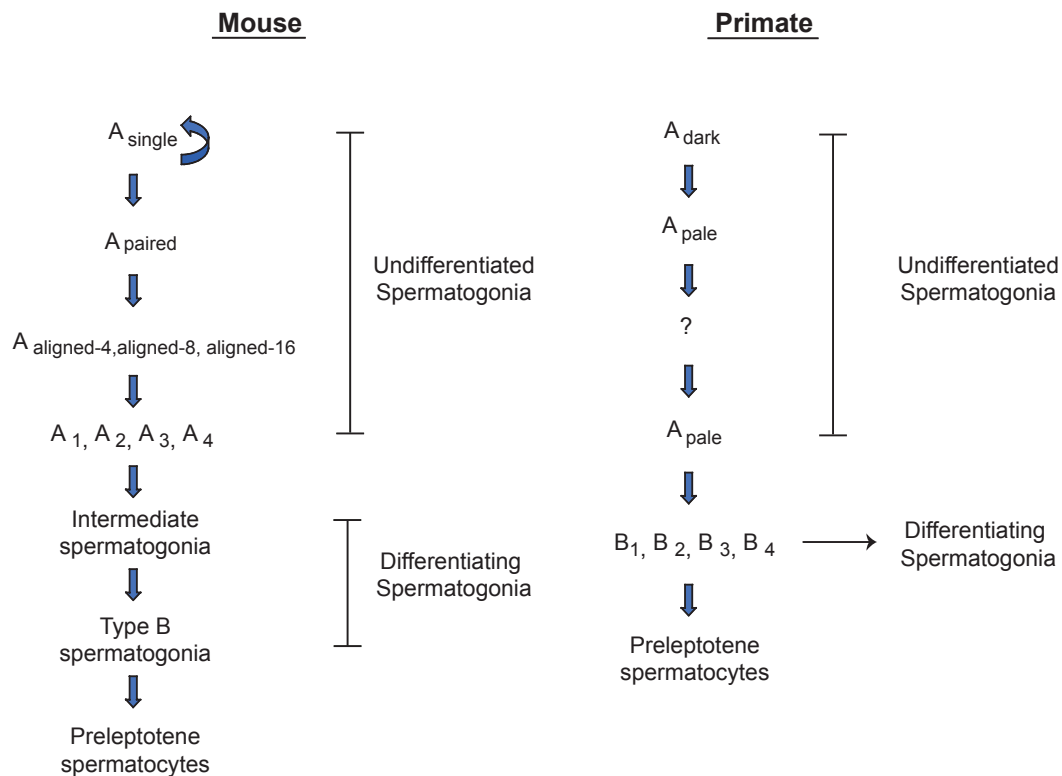 Mouse
A single
A paired
A aligned-4,aligned-8, aligned-16
A 1, A 2, A 3, A 4
Intermediate
spermatogonia
Type B
spermatogonia
Preleptotene
spermatocytes
Undifferentiated
Spermatogonia
Differentiating
Spermatogonia
Primate
A dark
A pale
?
A pale
B1, B 2, B 3, B 4
Preleptotene
spermatocytes
Undifferentiated
Spermatogonia
Differentiating
Spermatogonia